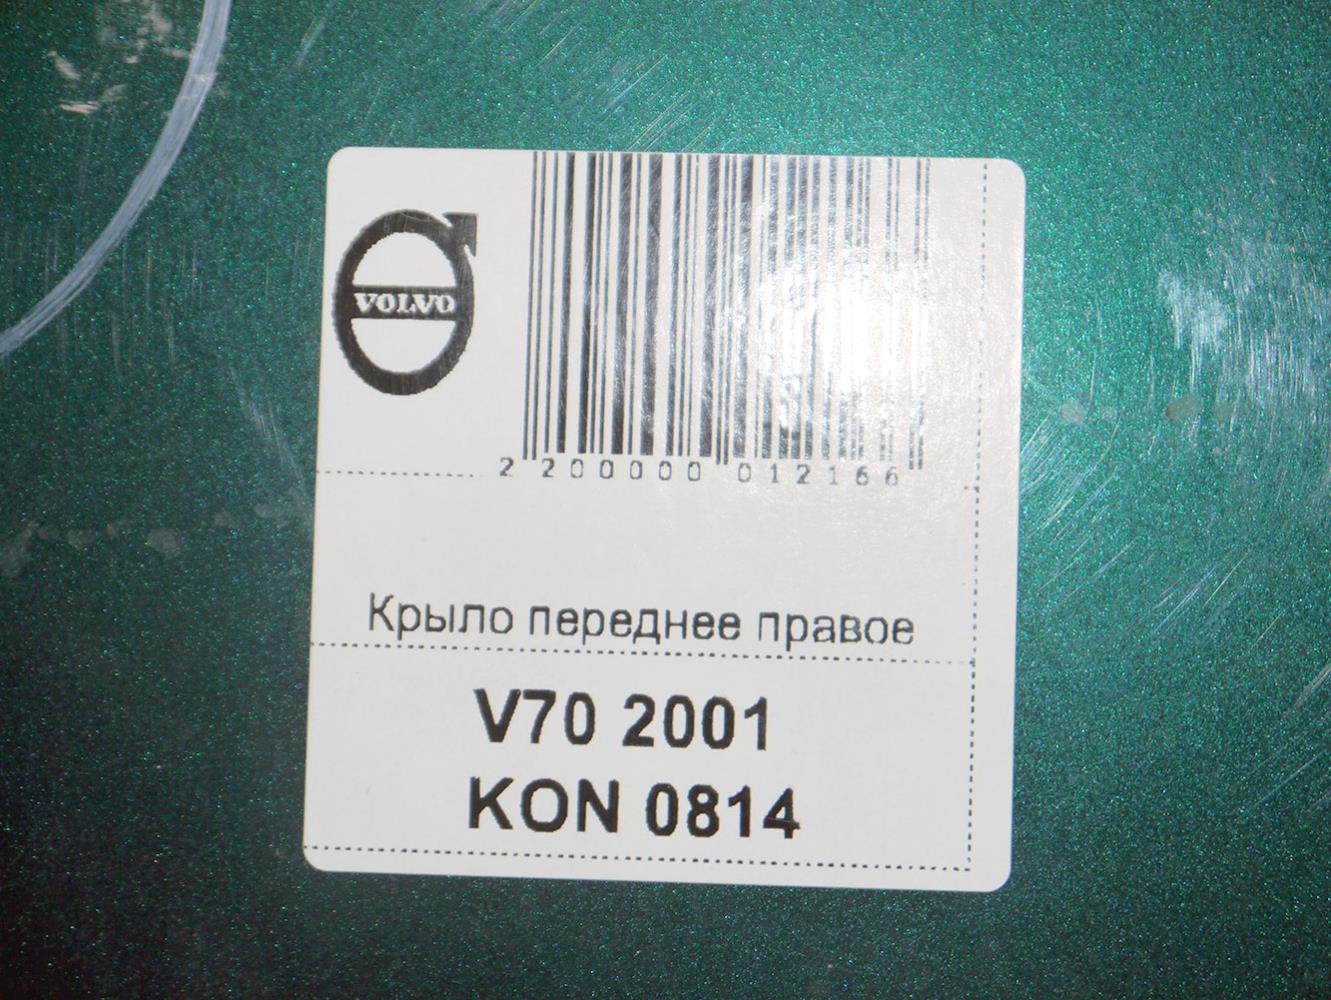 VOLVO
2 200000 012166
Крыло переднее правое
V70 2001
KON 0814